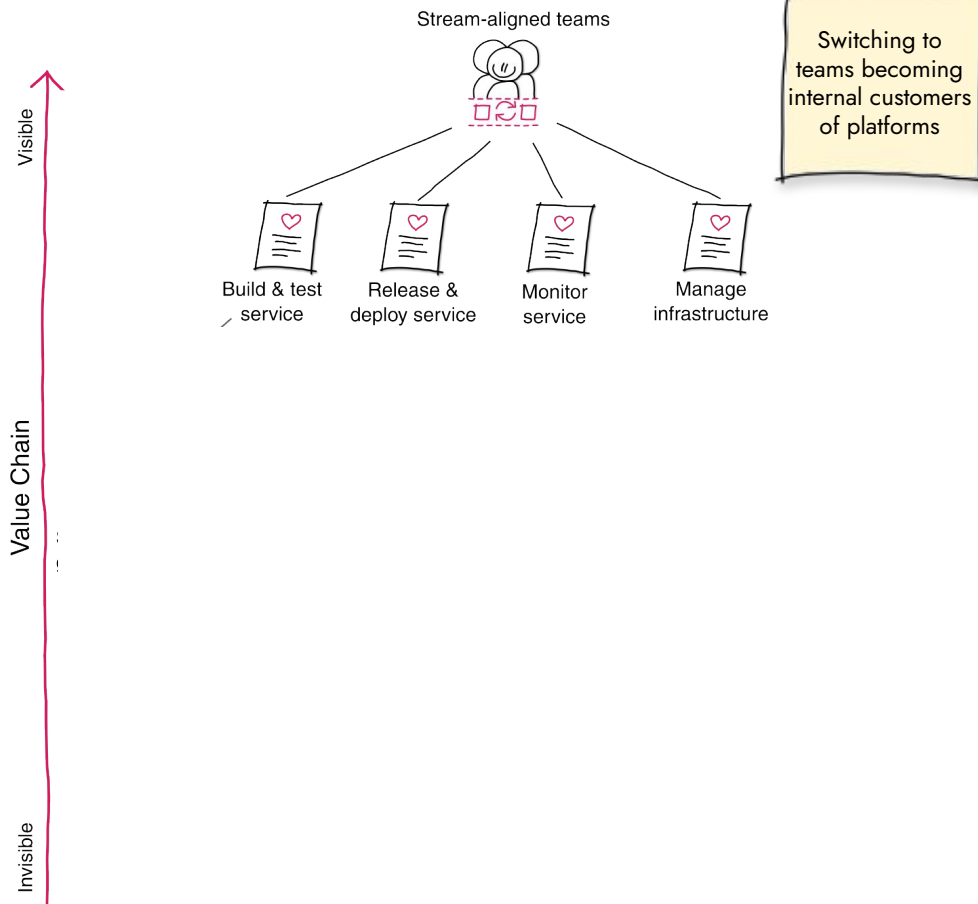 Stream-aligned teams
Switching to
teams becoming
internal customers
of platforms
Visible
Build & test
service
Release &
deploy service
Monitor
service
Manage
infrastructure
Value Chain
Invisible